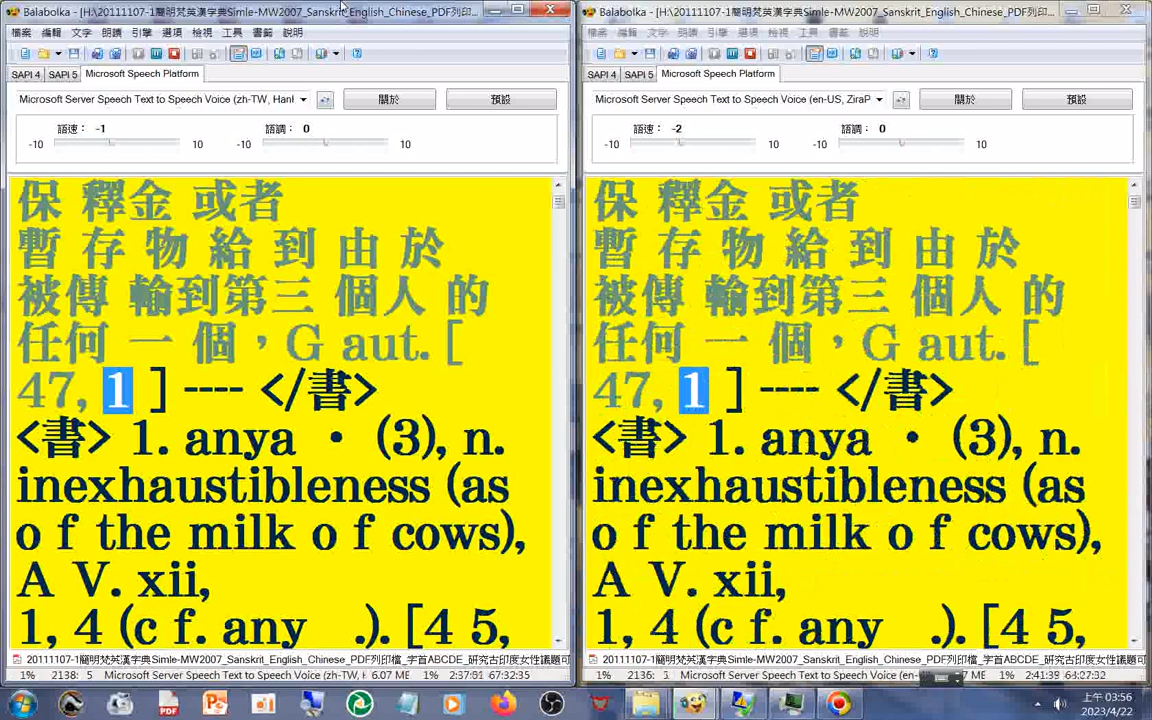 Balabolka - [H:\20111107-1簡明梵英漢字典Simle-MW2007_Sanskrit_English_Chinese_PDF列印...
檔案 編輯 文字 朗讀 引擎 選項 檢視 工具 書籤 說明
SAPI 4 SAPI 5 Microsoft Speech Platform
Microsoft Server Speech Text to Speech Voice (zh-TW, Hanl
關於 預設
語速： -1 語調： 0
-10 10 -10 10
保 釋金 或者
暫 存 物 給 到 由 於
被傳 輸到第三 個人 的
任何 一 個，G aut. [
47, 1 ] ---- </書>
<書> 1. anya • (3), n.
inexhaustibleness (as
o f the milk o f cows),
A V. xii,
1, 4 (c f. any .). [4 5,
20111107-1簡明梵英漢字典Simle-MW2007_Sanskrit_English_Chinese_PDF列印檔_字首ABCDE_研究古印度女性議題可
1% 2138: 5 Microsoft Server Speech Text to Speech Voice (zh-TW, H 6.07 MB 1% 2:37:01 67:32:35
Balabolka - [H:\20111107-1簡明梵英漢字典Simle-MW2007_Sanskrit_English_Chinese_PDF列印...
檔案 編輯 文字 朗讀 引擎 選項 檢視 工具 書籤 說明
SAPI 4 SAPI 5 Microsoft Speech Platform
Microsoft Server Speech Text to Speech Voice (en-US, ZiraP
關於 預設
語速： -2 語調： 0
-10 10 -10 10
保 釋金 或者
暫 存 物 給 到 由 於
被傳 輸到第三 個人 的
任何 一 個，G aut. [
47, 1 ] ---- </書>
<書> 1. anya • (3), n.
inexhaustibleness (as
o f the milk o f cows),
A V. xii,
1, 4 (c f. any .). [4 5,
20111107-1簡明梵英漢字典Simle-MW2007_Sanskrit_English_Chinese_PDF列印檔_字首ABCDE_研究古印度女性議題可
1% 2136: 1 Microsoft Server Speech Text to Speech Voice (en-US, 1% 2:41:39 64:27:32
上午 03:56
2023/4/22